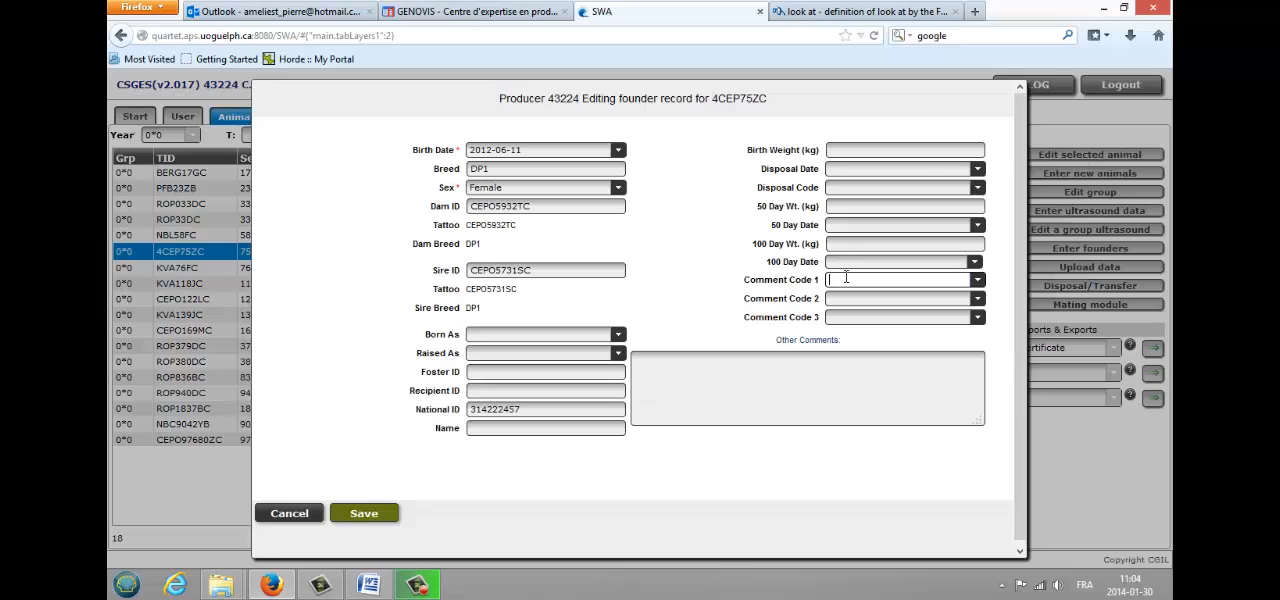 Firefox
Outlook - ameliest_pierre@hotmail.c...
GENOVIS - Centre d'expertise en prod...
SWA
look at - definition of look at by the F...
quartet.aps.uoguelph.ca:8080/SWA/#{"main.tabLayers1":2}
google
Most Visited
Getting Started
Horde :: My Portal
CSGES(v2.017) 43224 C.
OG
Logout
Start
User
Anima
Year
0*0
T:
Grp
TID
Se
0*0 BERG17GC 17
0*0 PFB23ZB 23
0*0 ROP033DC 33
0*0 ROP33DC 33
0*0 NBL58FC 58
0*0 4CEP75ZC 75
0*0 KVA76FC 76
0*0 KVA118JC 11
0*0 CEPO122LC 12
0*0 KVA139JC 13
0*0 CEPO169MC 16
0*0 ROP379DC 37
0*0 ROP380DC 38
0*0 ROP836BC 83
0*0 ROP940DC 94
0*0 ROP1837BC 18
0*0 NBC9042YB 90
0*0 CEPO97680ZC 97
18
Producer 43224 Editing founder record for 4CEP75ZC
Birth Date * 2012-06-11
Breed DP1
Sex * Female
Dam ID CEPO5932TC
Tattoo CEPO5932TC
Dam Breed DP1
Sire ID CEPO5731SC
Tattoo CEPO5731SC
Sire Breed DP1
Born As
Raised As
Foster ID
Recipient ID
National ID 314222457
Name
Birth Weight (kg)
Disposal Date
Disposal Code
50 Day Wt. (kg)
50 Day Date
100 Day Wt. (kg)
100 Day Date
Comment Code 1
Comment Code 2
Comment Code 3
Other Comments:
Cancel
Save
Edit selected animal
Enter new animals
Edit group
Enter ultrasound data
Edit a group ultrasound
Enter founders
Upload data
Disposal/Transfer
Mating module
ports & Exports
ertificate
Copyright CGIL
FRA
11:04
2014-01-30